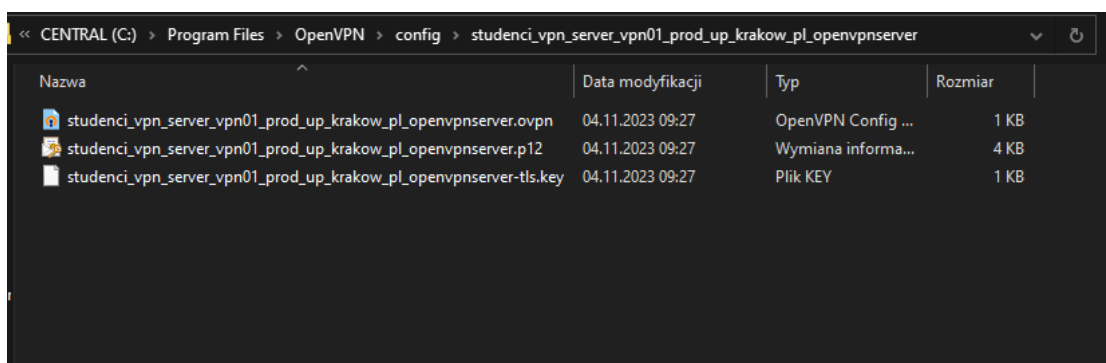 « CENTRAL (C:) > Program Files > OpenVPN > config > studenci_vpn_server_vpn01_prod_up_krakow_pl_openvpnserver
Nazwa Data modyfikacji Typ Rozmiar
studenci_vpn_server_vpn01_prod_up_krakow_pl_openvpnserver.ovpn 04.11.2023 09:27 OpenVPN Config ... 1 KB
studenci_vpn_server_vpn01_prod_up_krakow_pl_openvpnserver.p12 04.11.2023 09:27 Wymiana informa... 4 KB
studenci_vpn_server_vpn01_prod_up_krakow_pl_openvpnserver-tls.key 04.11.2023 09:27 Plik KEY 1 KB